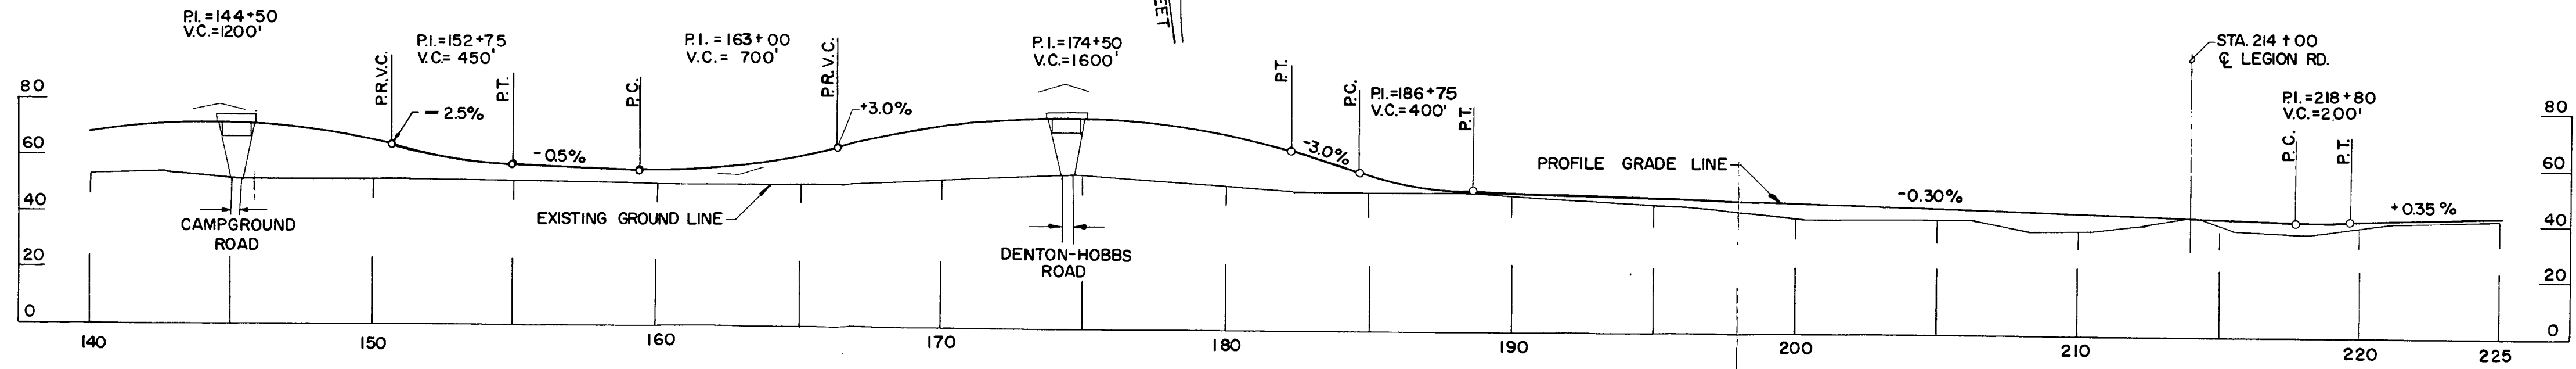 P.I.=144+50
V.C.=1200'
P.R.V.C.
P.I.=152+75
V.C.= 450'
-2.5%
P.T.
-0.5%
P.C.
P.I. =163+00
V.C.= 700'
P.R.V.C.
+3.0%
P.I.=174+50
V.C.=1600'
EET
P.T.
-3.0%
P.C.
P.I.=186+75
V.C.=400'
P.T.
STA. 214+00
℄ LEGION RD.
P.I.=218+80
V.C.=200'
P.C.
P.T.
PROFILE GRADE LINE
-0.30%
+0.35%
CAMPGROUND
ROAD
EXISTING GROUND LINE
DENTON-HOBBS
ROAD
80
60
40
20
0
80
60
40
20
0
140 150 160 170 180 190 200 210 220 225